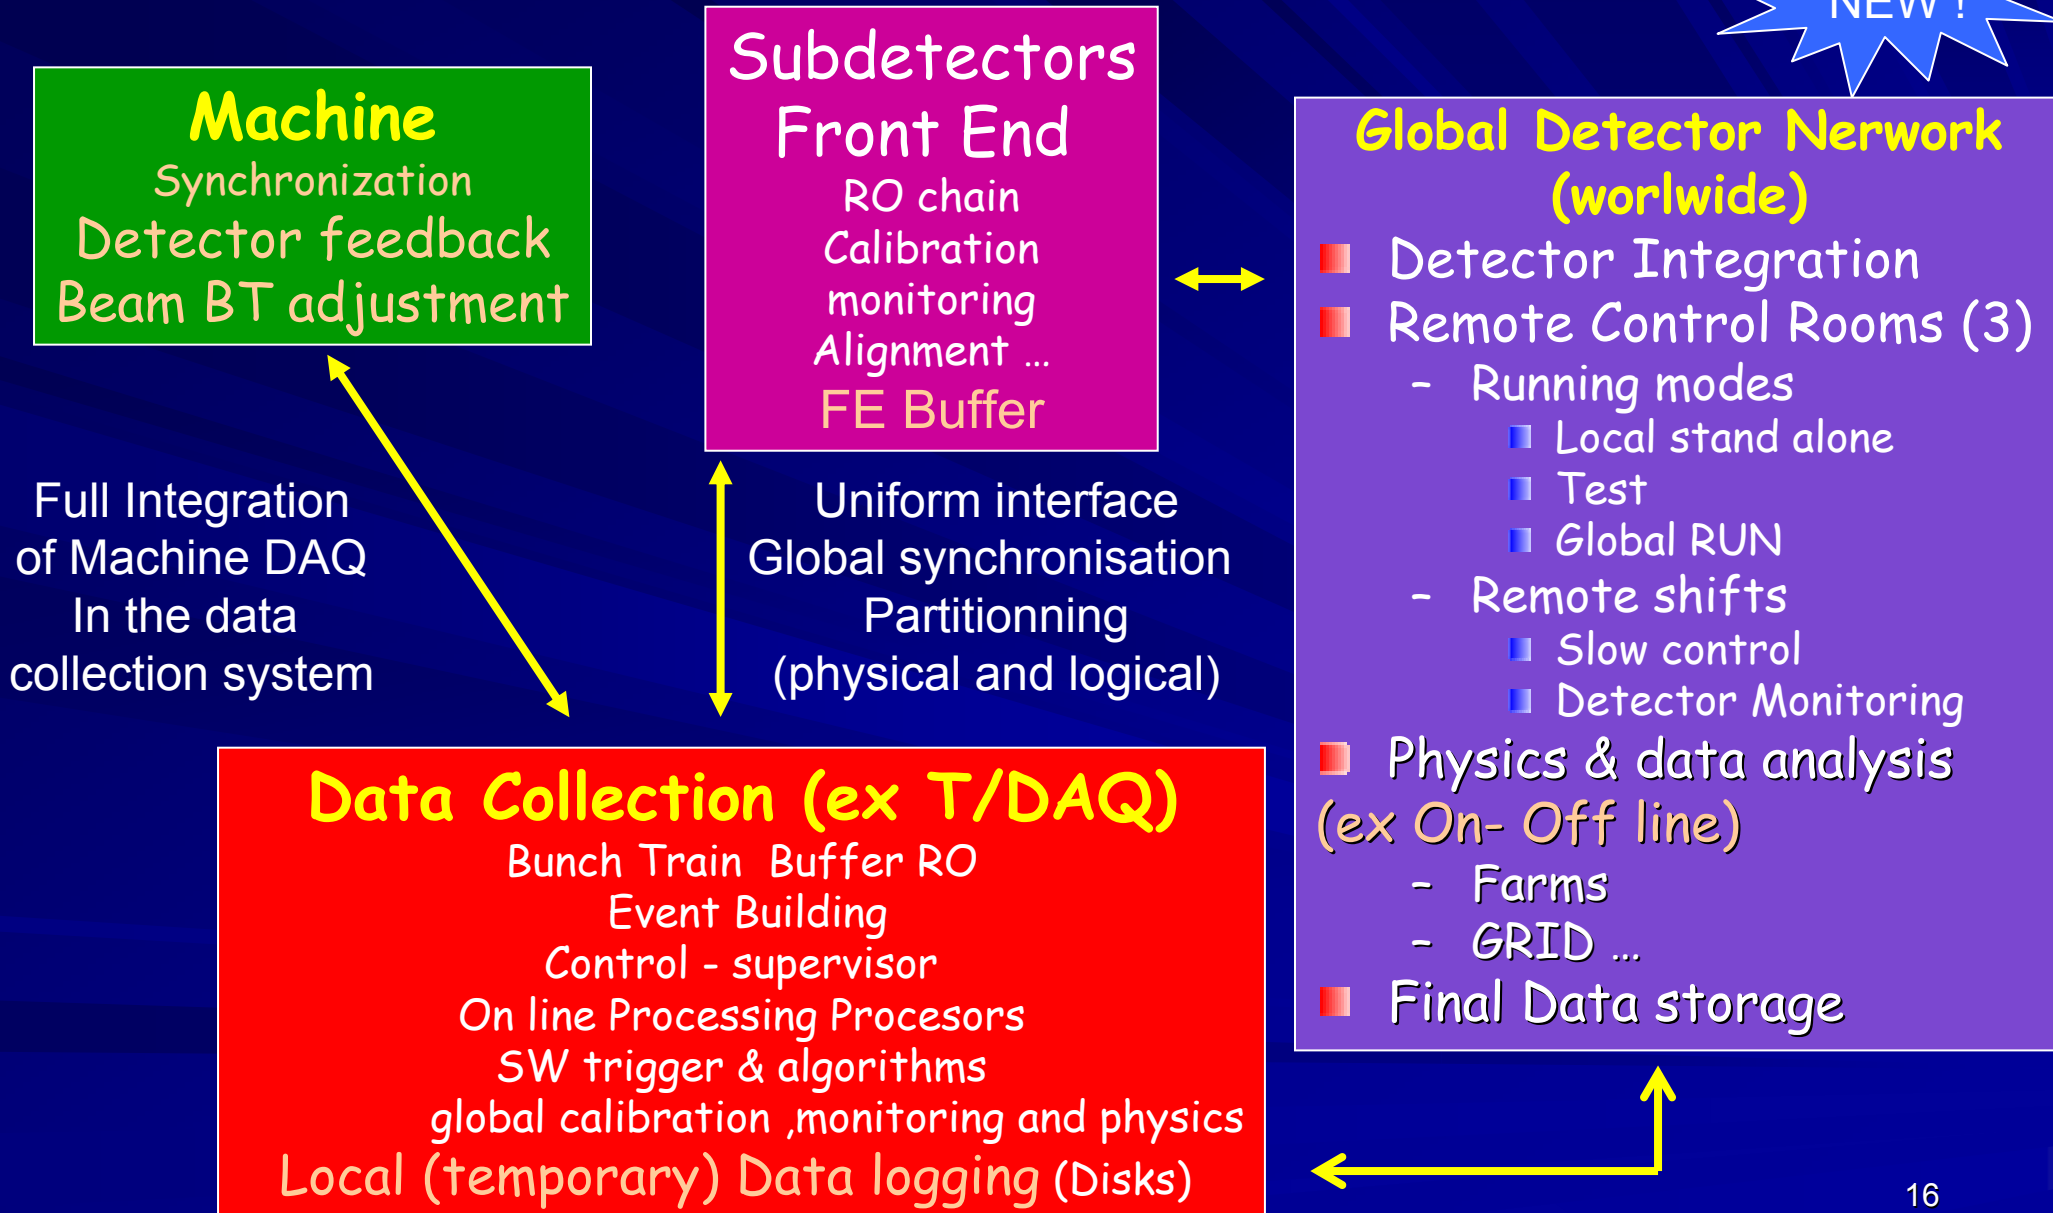 NEW !
Machine
Synchronization
Detector feedback
Beam BT adjustment
Subdetectors
Front End
RO chain
Calibration
monitoring
Alignment …
FE Buffer
Global Detector Nerwork
(worlwide)
Detector Integration
Remote Control Rooms (3)
– Running modes
Local stand alone
Test
Global RUN
– Remote shifts
Slow control
Detector Monitoring
Physics & data analysis
(ex On- Off line)
– Farms
– GRID …
Final Data storage
Full Integration
of Machine DAQ
In the data
collection system
Uniform interface
Global synchronisation
Partitionning
(physical and logical)
Data Collection (ex T/DAQ)
Bunch Train Buffer RO
Event Building
Control - supervisor
On line Processing Procesors
SW trigger & algorithms
global calibration ,monitoring and physics
Local (temporary) Data logging (Disks)
16